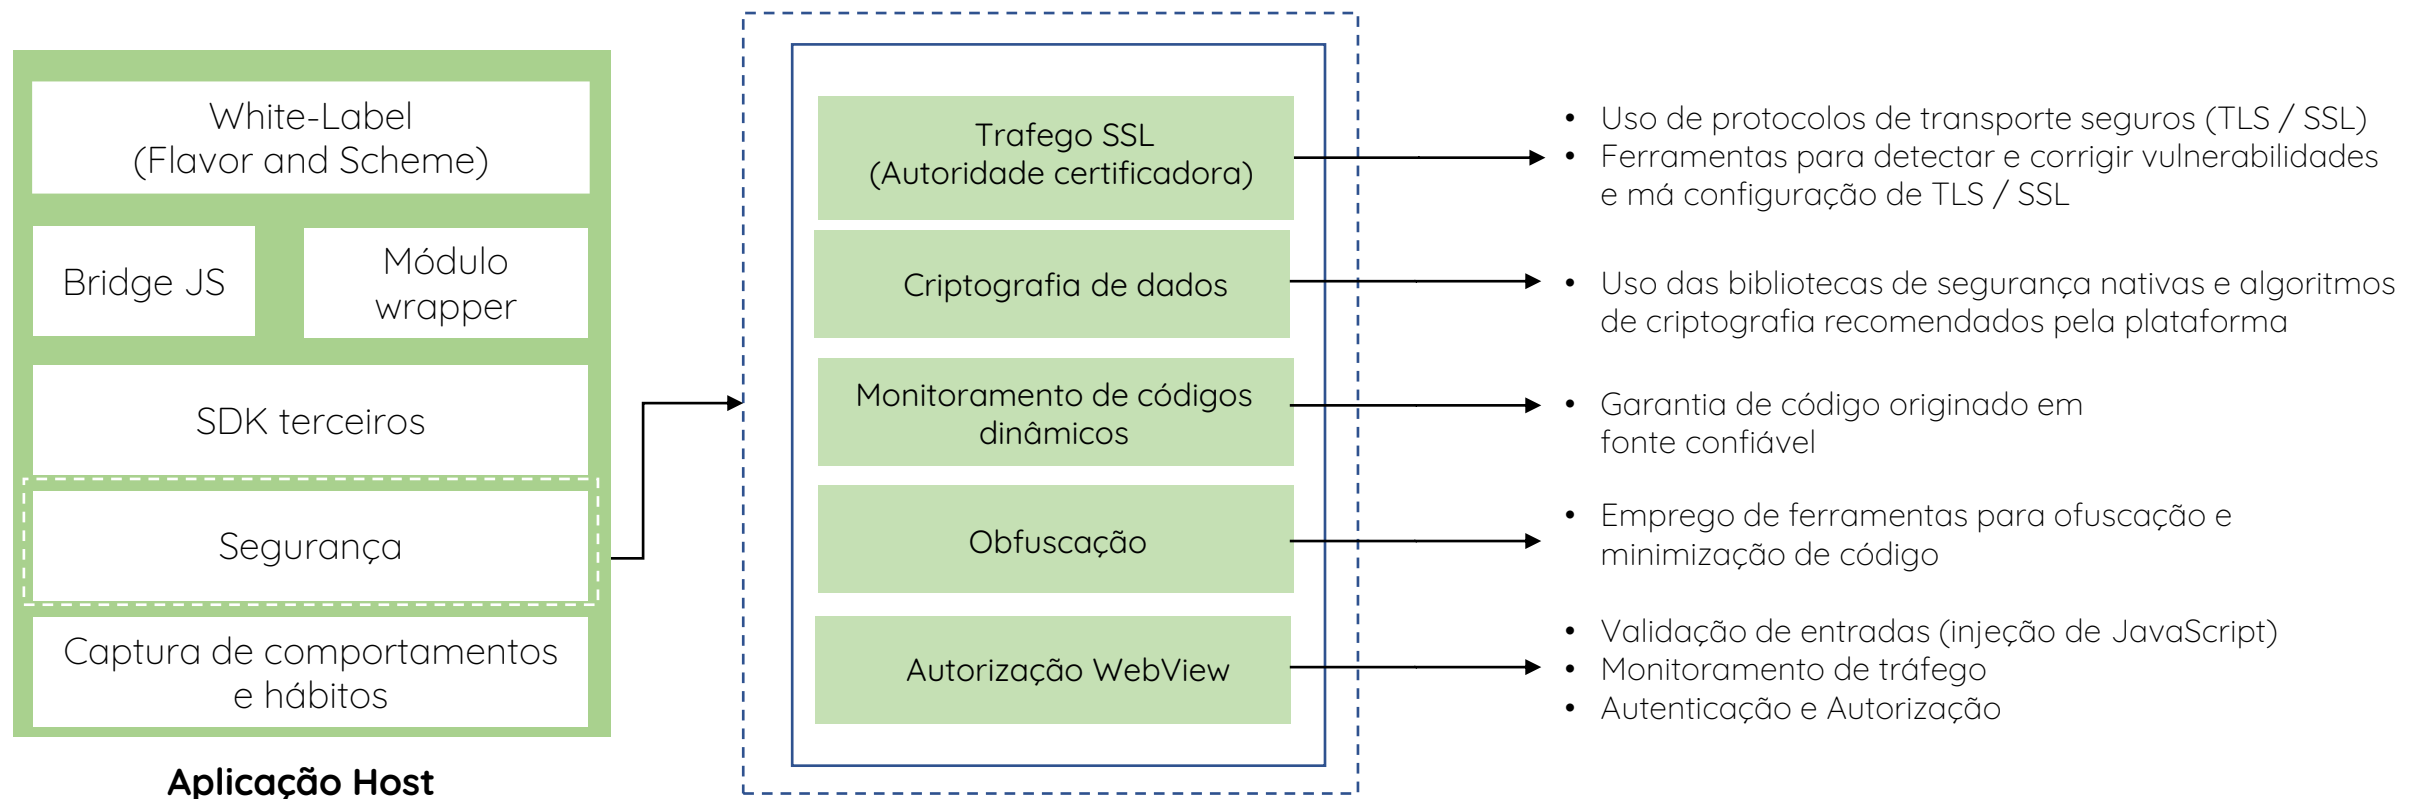 White-Label
(Flavor and Scheme)
Bridge JS
Módulo
wrapper
SDK terceiros
Segurança
Captura de comportamentos
e hábitos
Aplicação Host
Trafego SSL
(Autoridade certificadora)
Criptografia de dados
Monitoramento de códigos
dinâmicos
Obfuscação
Autorização WebView
• Uso de protocolos de transporte seguros (TLS / SSL)
• Ferramentas para detectar e corrigir vulnerabilidades
e má configuração de TLS / SSL
• Uso das bibliotecas de segurança nativas e algoritmos
de criptografia recomendados pela plataforma
• Garantia de código originado em
fonte confiável
• Emprego de ferramentas para ofuscação e
minimização de código
• Validação de entradas (injeção de JavaScript)
• Monitoramento de tráfego
• Autenticação e Autorização